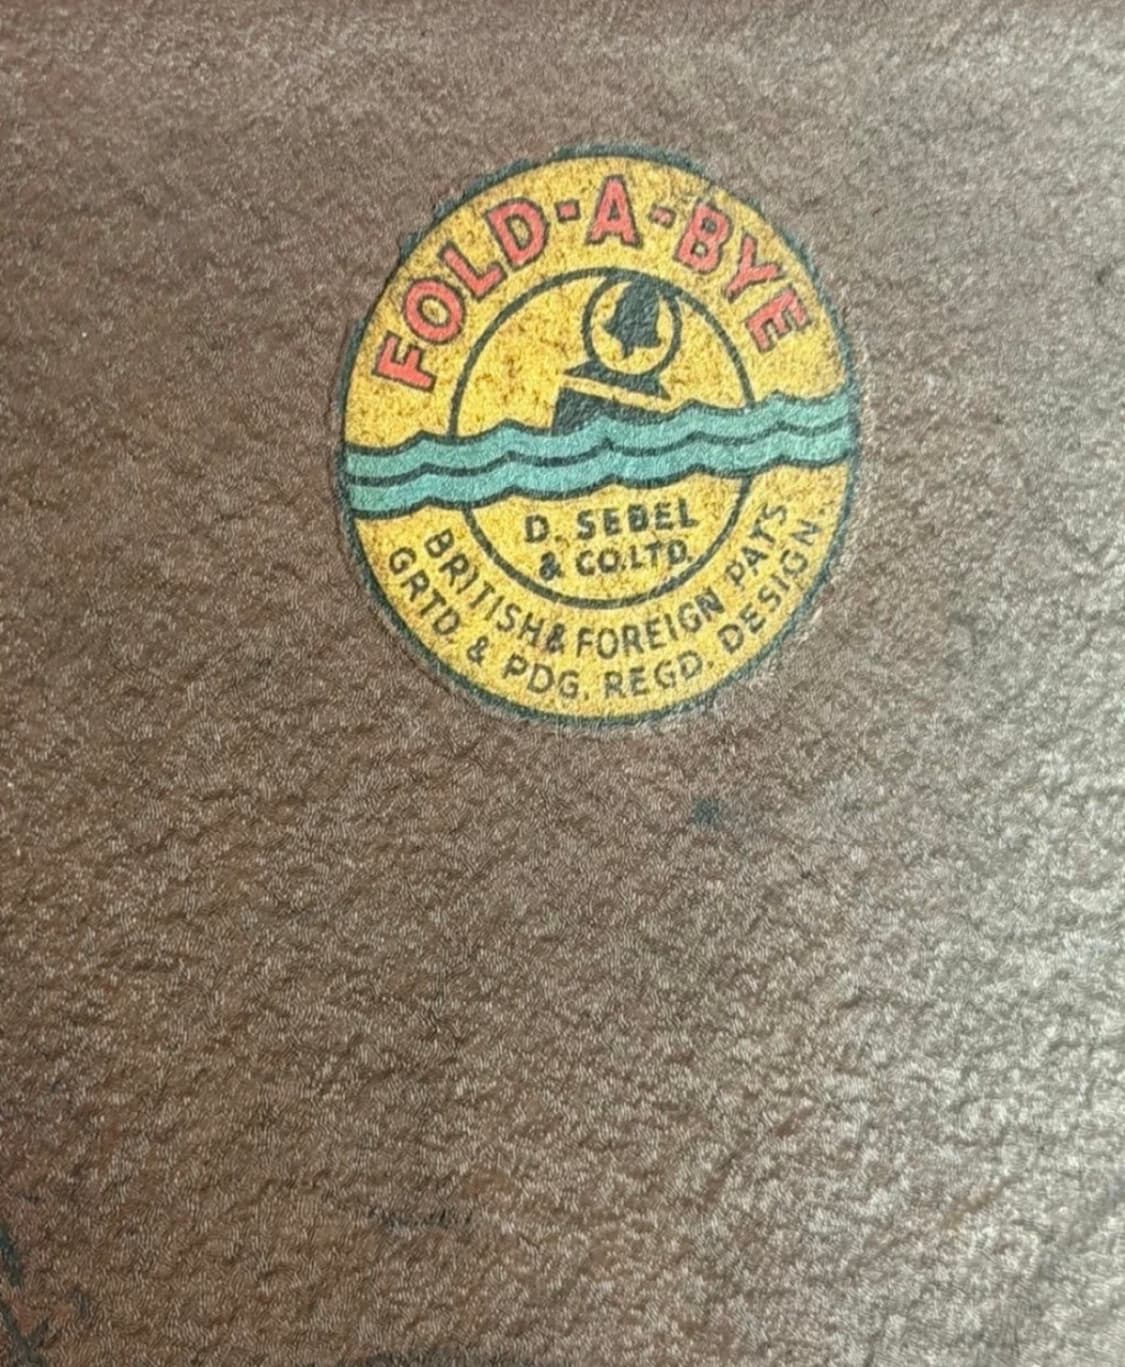 FOLD-A-BYE
D. SEBEL
& CO.LTD.
BRITISH & FOREIGN PATS.
GRTD. & PDG. REGD. DESIGN.